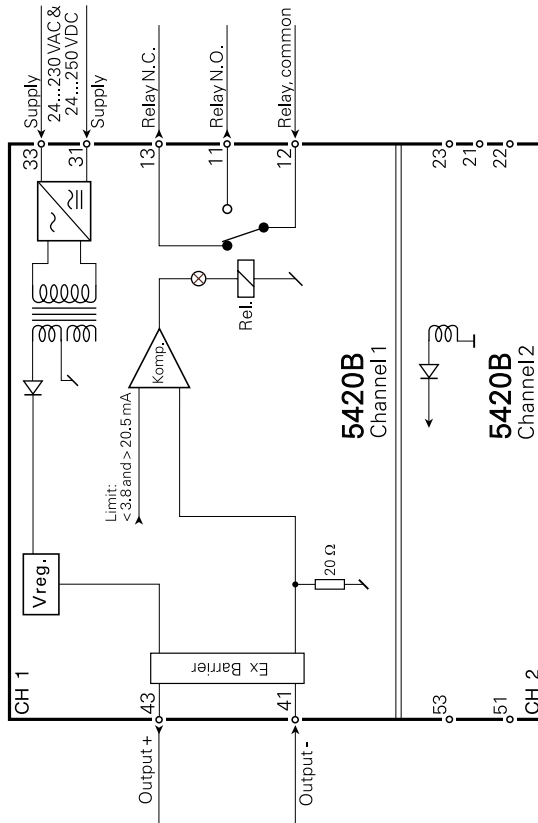 CH 1
33
Supply
24...230 VAC &
24...250 VDC
31
Supply
13
Relay N.C.
11
Relay N.O.
12
Relay, common
Vreg.
Limit:
<3.8 and > 20.5 mA
Komp.
Rel.
20 Ω
Ex Barrier
Output +
43
Output -
41
5420B
Channel 1
23
21
22
5420B
Channel 2
53
51
CH 2